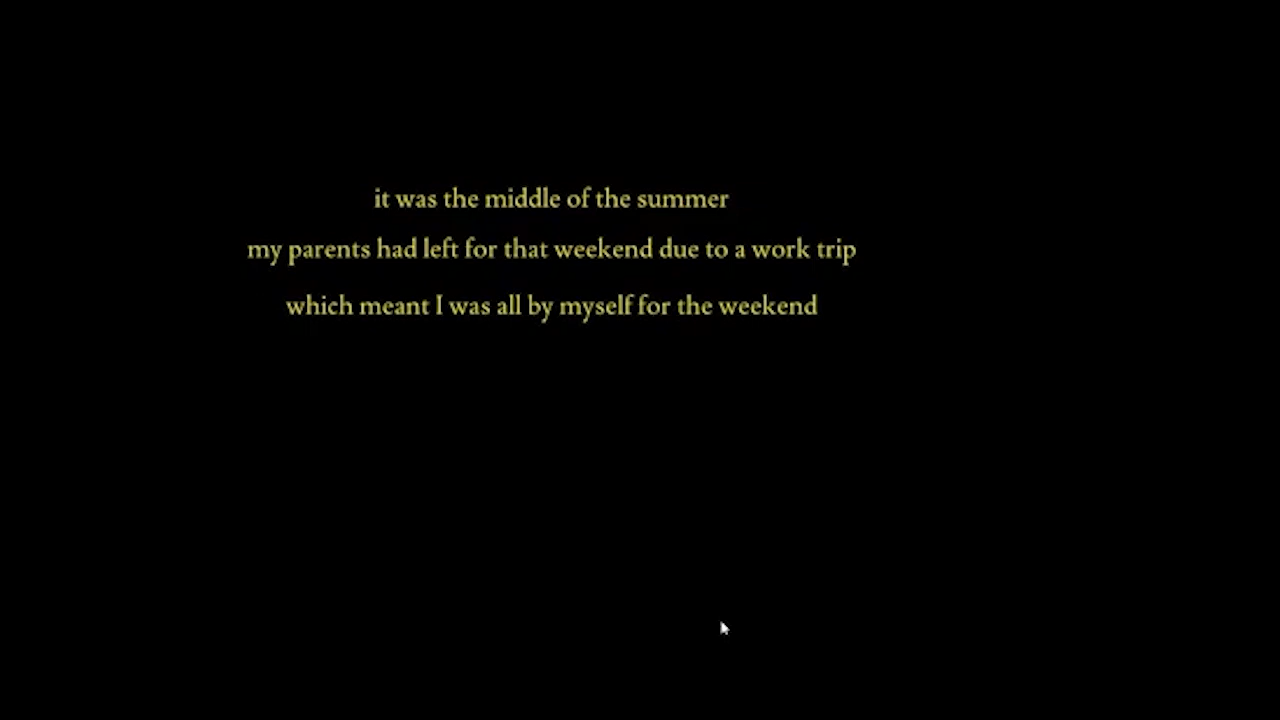 it was the middle of the summer
my parents had left for that weekend due to a work trip
which meant I was all by myself for the weekend